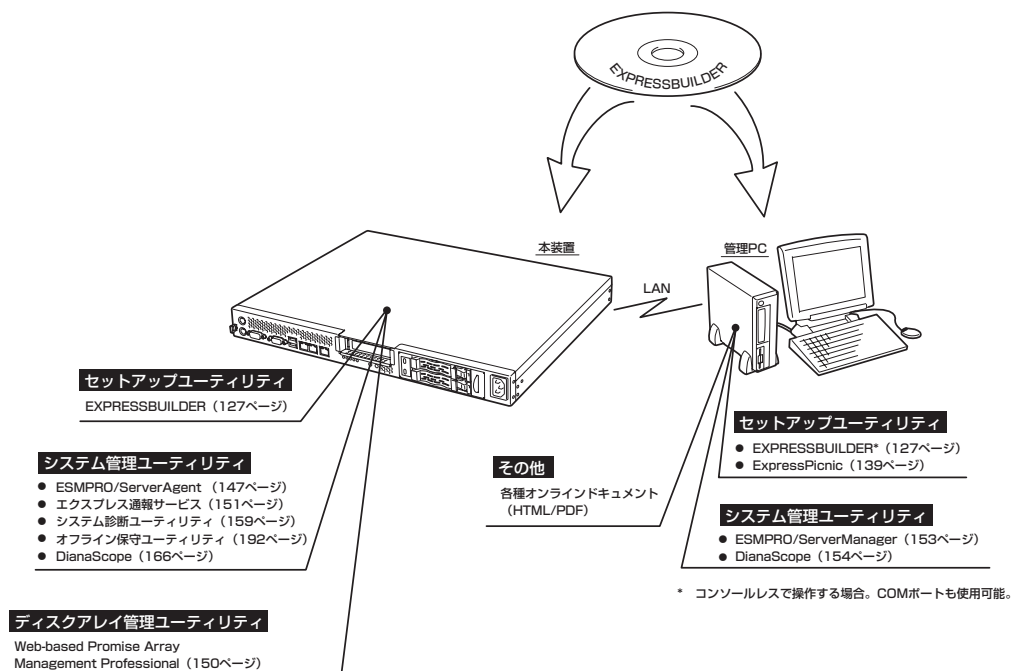 EXPRESSBUILDER
本装置
管理PC
LAN
セットアップユーティリティ
EXPRESSBUILDER（127ページ）
システム管理ユーティリティ
● ESMPRO/ServerAgent （147ページ）
● エクスプレス通報サービス（151ページ）
● システム診断ユーティリティ（159ページ）
● オフライン保守ユーティリティ（192ページ）
● DianaScope（166ページ）
ディスクアレイ管理ユーティリティ
Web-based Promise Array
Management Professional（150ページ）
その他
各種オンラインドキュメント
（HTML/PDF）
セットアップユーティリティ
● EXPRESSBUILDER*（127ページ）
● ExpressPicnic（139ページ）
システム管理ユーティリティ
● ESMPRO/ServerManager（153ページ）
● DianaScope（154ページ）
* コンソールレスで操作する場合。COMポートも使用可能。